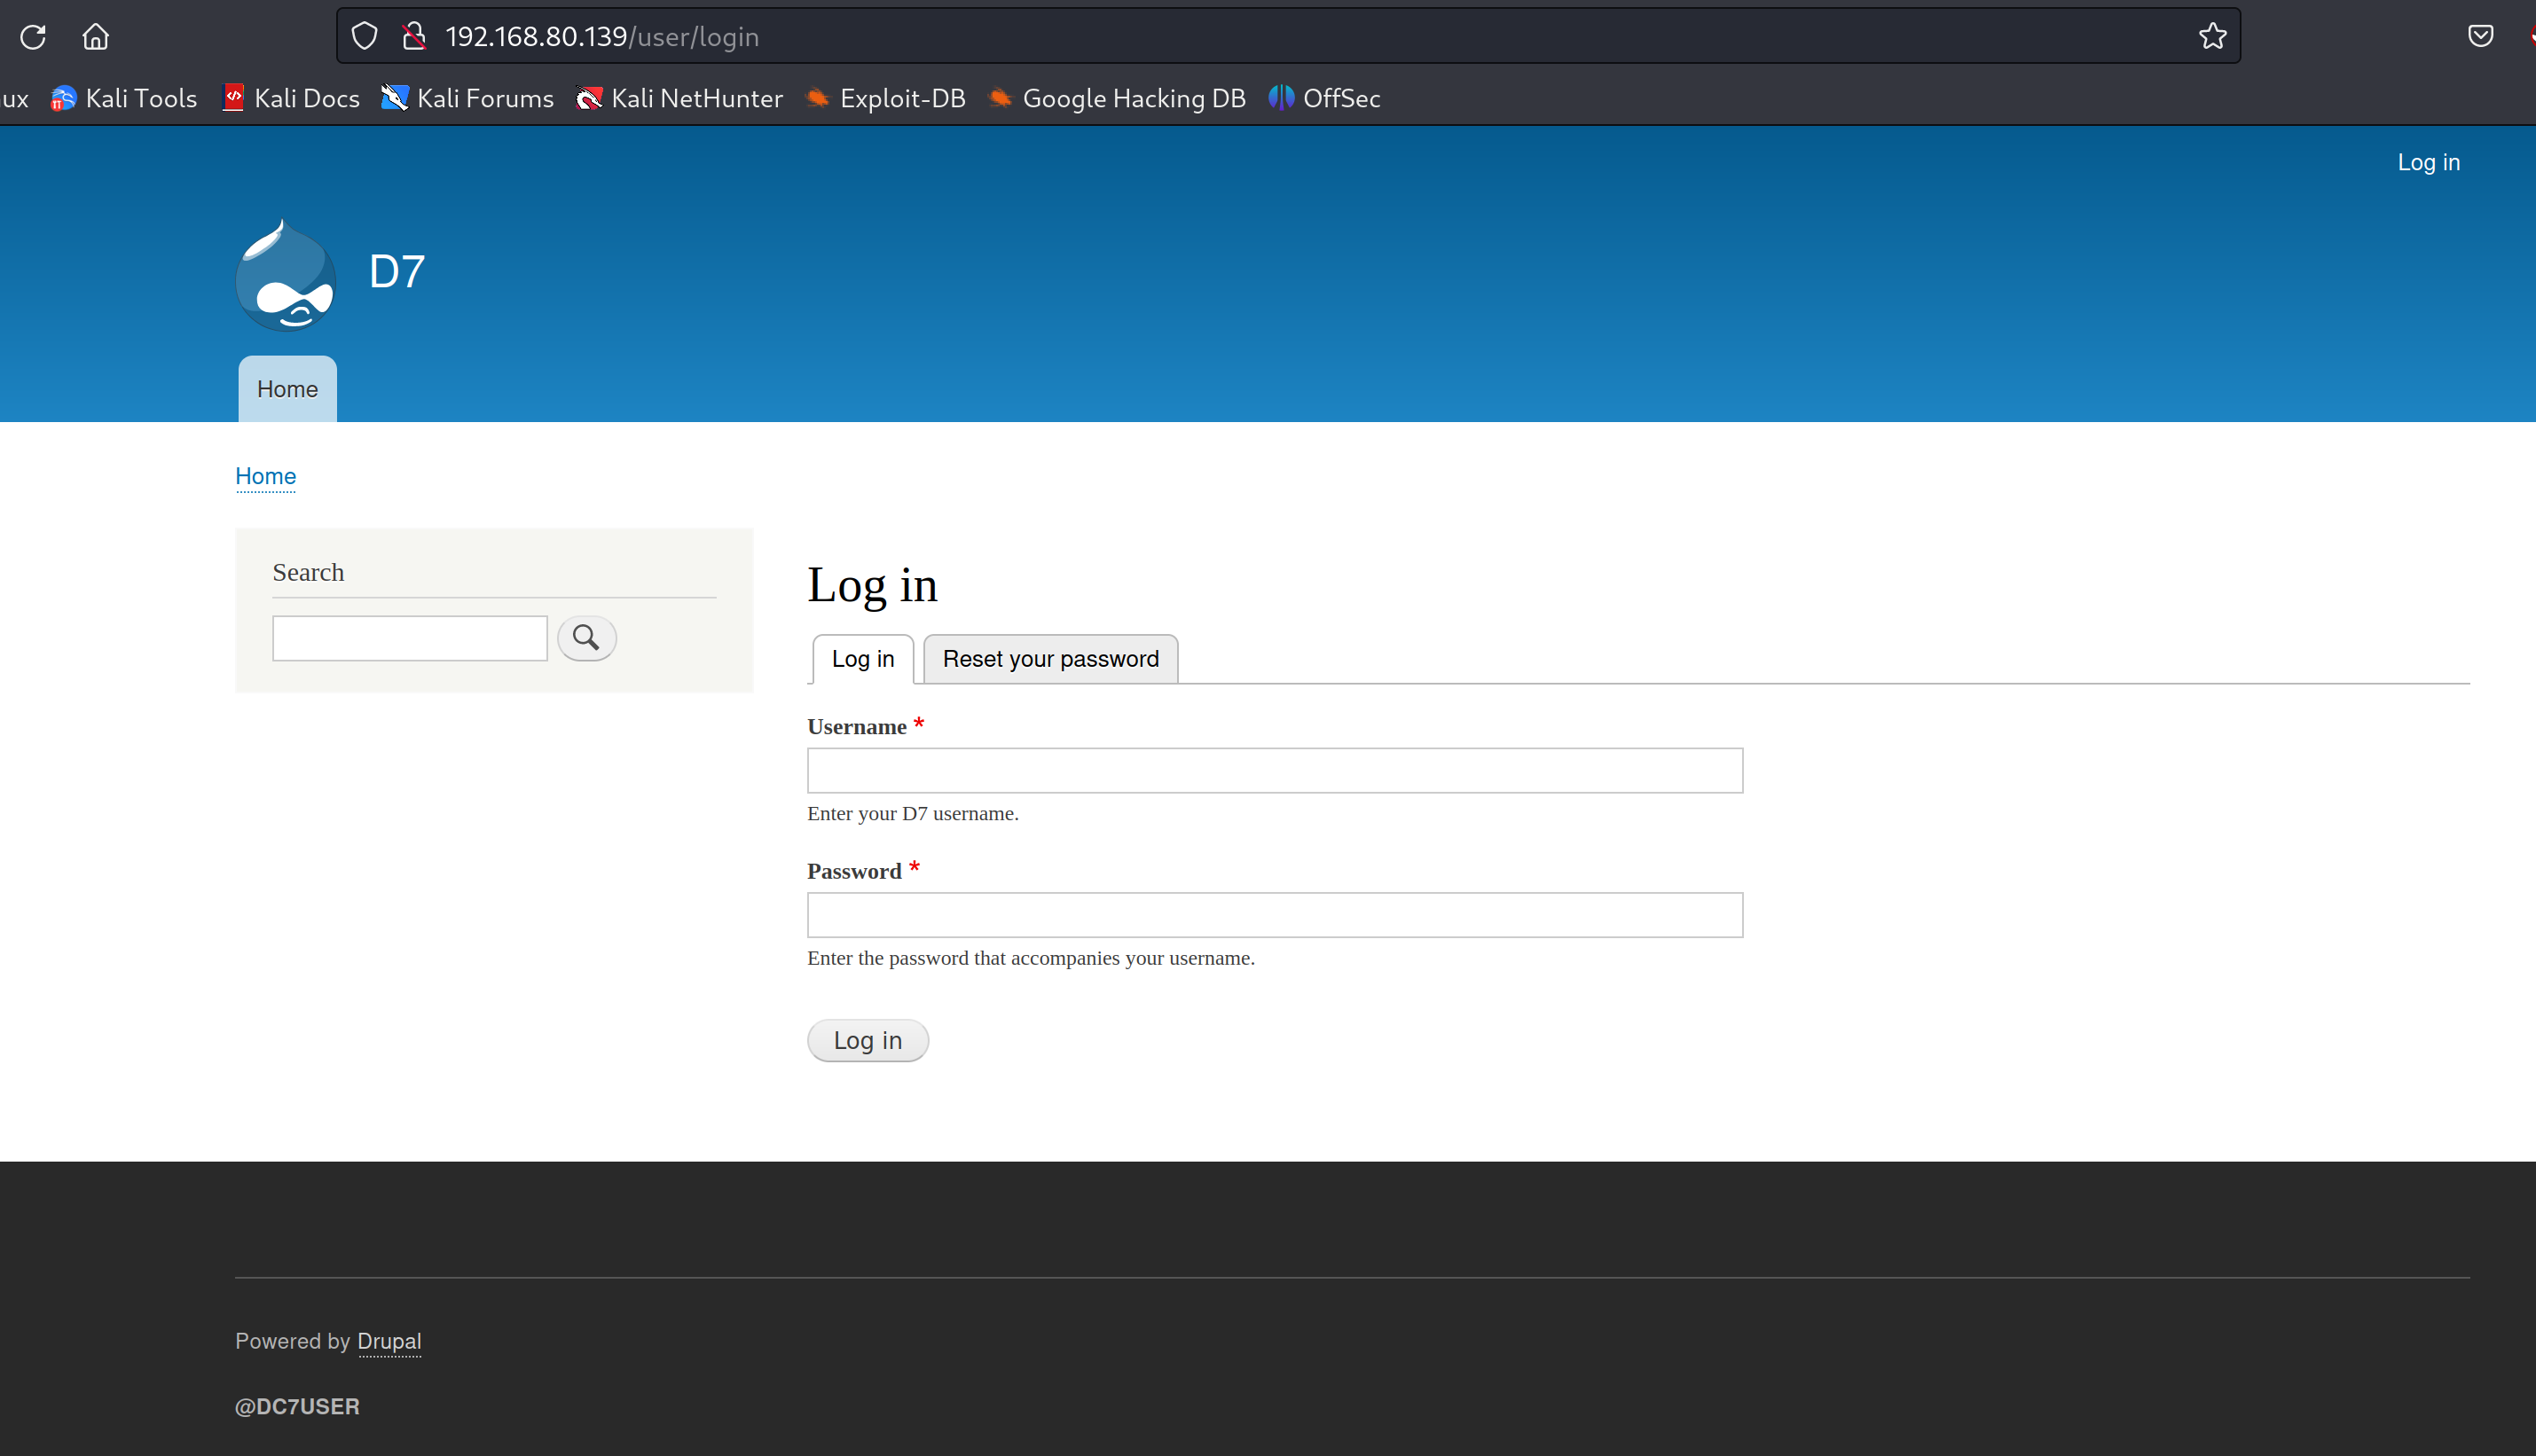 192.168.80.139/user/login
ux Kali Tools Kali Docs Kali Forums Kali NetHunter Exploit-DB Google Hacking DB OffSec
Log in
D7
Home
Home
Search
Log in
Log in Reset your password
Username *
Enter your D7 username.
Password *
Enter the password that accompanies your username.
Log in
Powered by Drupal
@DC7USER